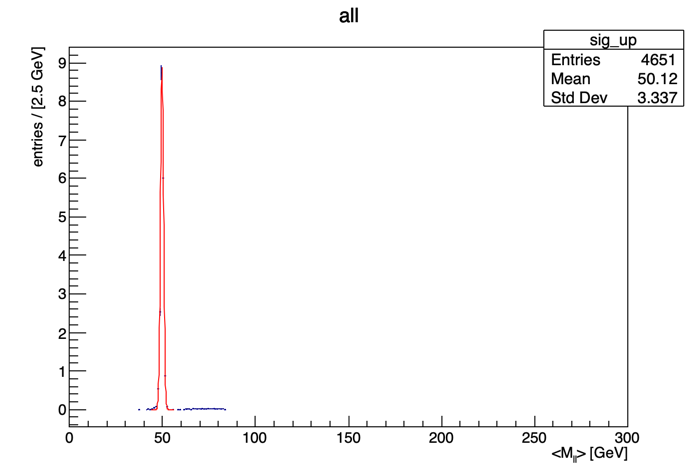 all
sig_up
Entries 4651
Mean 50.12
Std Dev 3.337
entries / [2.5 GeV]
9
8
7
6
5
4
3
2
1
0
0 50 100 150 200 250 300
<M_ll> [GeV]